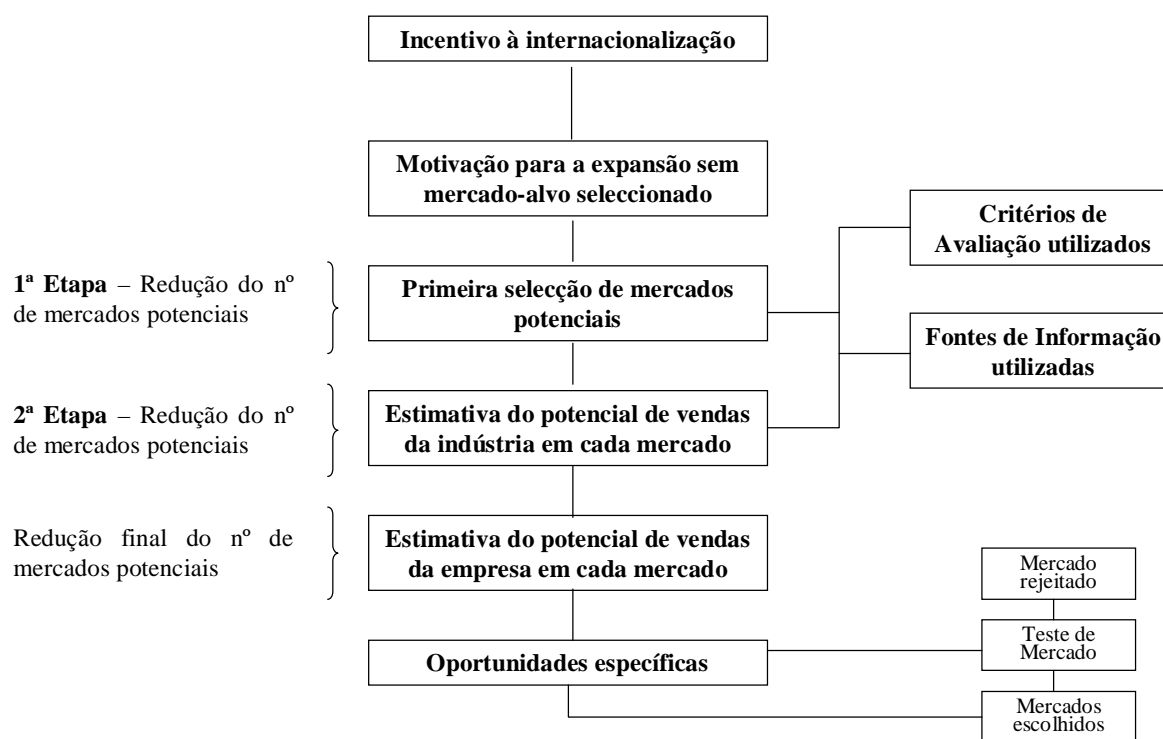 Incentivo à internacionalização
Motivação para a expansão sem
mercado-alvo seleccionado
Critérios de
Avaliação utilizados
1ª Etapa – Redução do nº
de mercados potenciais
Primeira selecção de mercados
potenciais
Fontes de Informação
utilizadas
2ª Etapa – Redução do nº
de mercados potenciais
Estimativa do potencial de vendas
da indústria em cada mercado
Redução final do nº de
mercados potenciais
Estimativa do potencial de vendas
da empresa em cada mercado
Mercado
rejeitado
Oportunidades específicas
Teste de
Mercado
Mercados
escolhidos